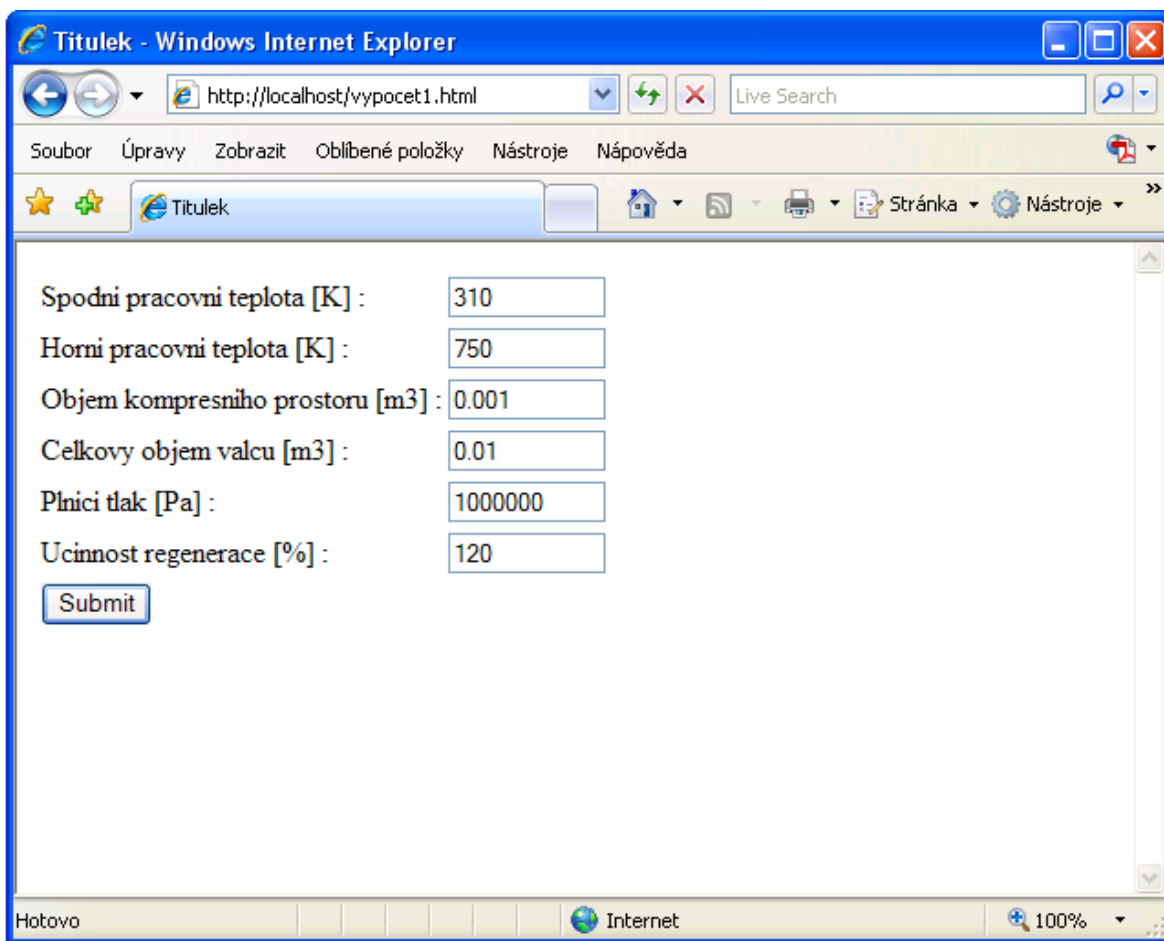 Titulek - Windows Internet Explorer
http://localhost/vypocet1.html
Live Search
Soubor Úpravy Zobrazit Oblíbené položky Nástroje Nápověda
Titulek
Stránka
Nástroje
Spodni pracovni teplota [K] : 310
Horni pracovni teplota [K] : 750
Objem kompresniho prostoru [m3] : 0.001
Celkovy objem valcu [m3] : 0.01
Plnici tlak [Pa] : 1000000
Ucinnost regenerace [%] : 120
Submit
Hotovo Internet 100%